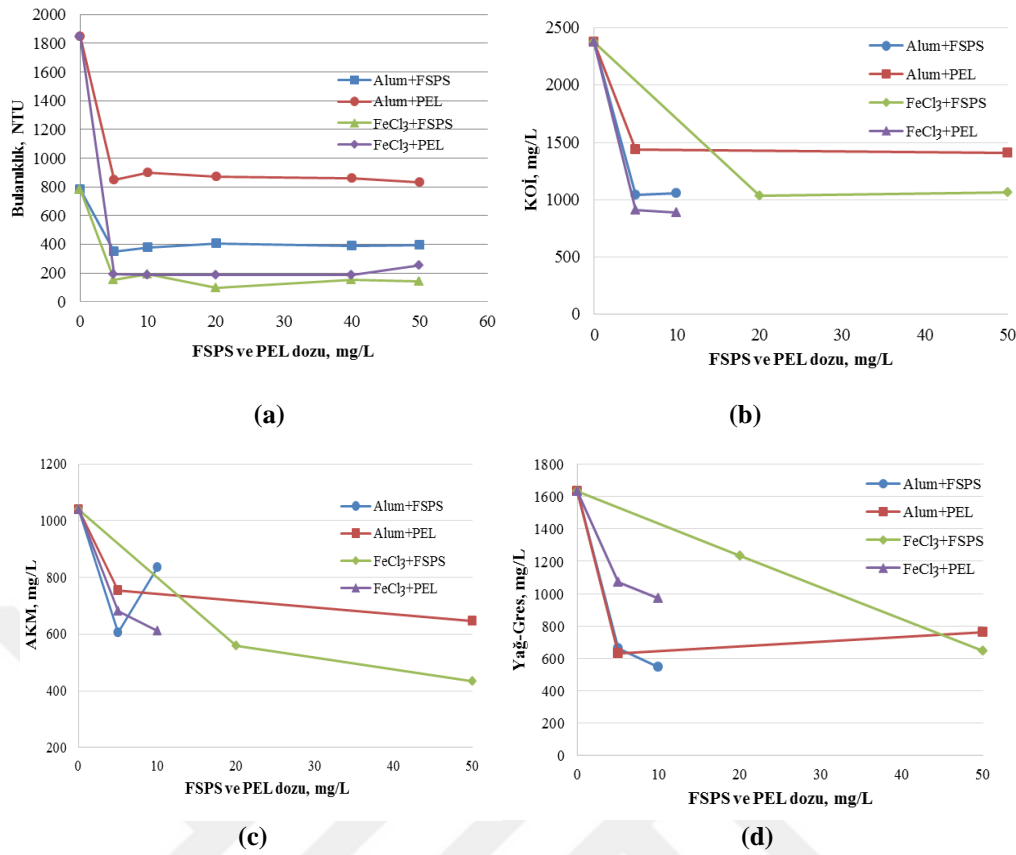 2000
1800
1600
1400
1200
1000
800
600
400
200
0
Bulanıklık, NTU
0 10 20 30 40 50 60
FSPS ve PEL dozu, mg/L
Alum+FSPS
Alum+PEL
FeCl3+FSPS
FeCl3+PEL
(a)
2500
2000
1500
1000
500
0
KOİ, mg/L
0 10 20 30 40 50
FSPS ve PEL dozu, mg/L
Alum+FSPS
Alum+PEL
FeCl3+FSPS
FeCl3+PEL
(b)
1200
1000
800
600
400
200
AKM, mg/L
0 10 20 30 40 50
FSPS ve PEL dozu, mg/L
Alum+FSPS
Alum+PEL
FeCl3+FSPS
FeCl3+PEL
(c)
1800
1600
1400
1200
1000
800
600
400
200
0
Yağ-Gres, mg/L
0 10 20 30 40 50
FSPS ve PEL dozu, mg/L
Alum+FSPS
Alum+PEL
FeCl3+FSPS
FeCl3+PEL
(d)